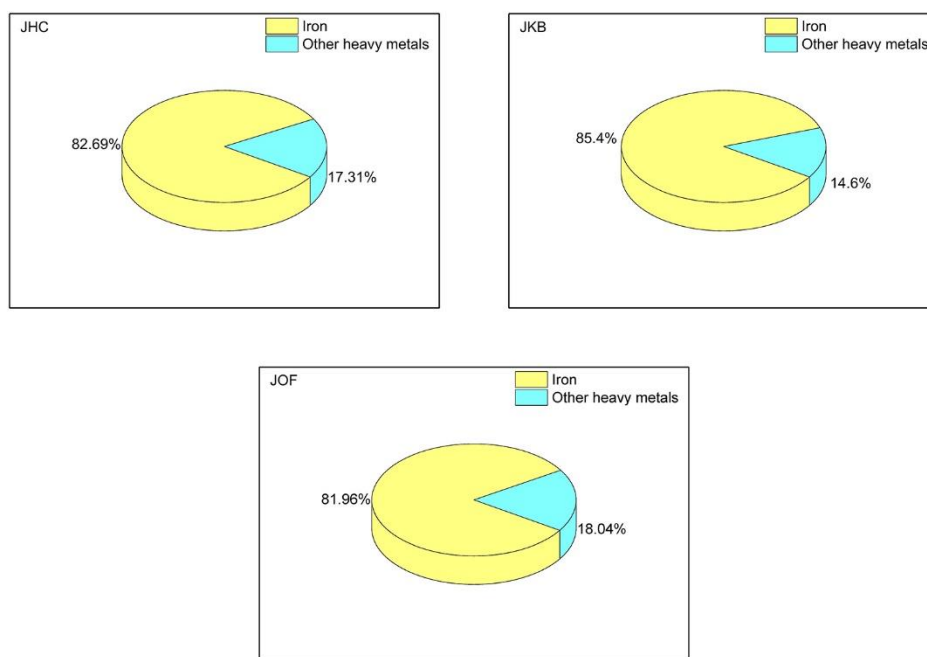 JHC
Iron
Other heavy metals
82.69%
17.31%
JKB
Iron
Other heavy metals
85.4%
14.6%
JOF
Iron
Other heavy metals
81.96%
18.04%